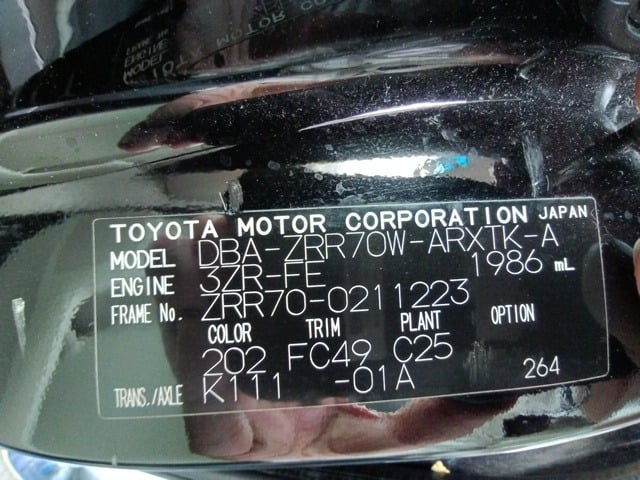 TOYOTA MOTOR CORPORATION JAPAN
MODEL DBA-ZRR70W-ARXTK-A
ENGINE 3ZR-FE 1986 mL
FRAME No. ZRR70-0211223
COLOR TRIM PLANT OPTION
202 FC49 C25
TRANS./AXLE K111 -01A 264